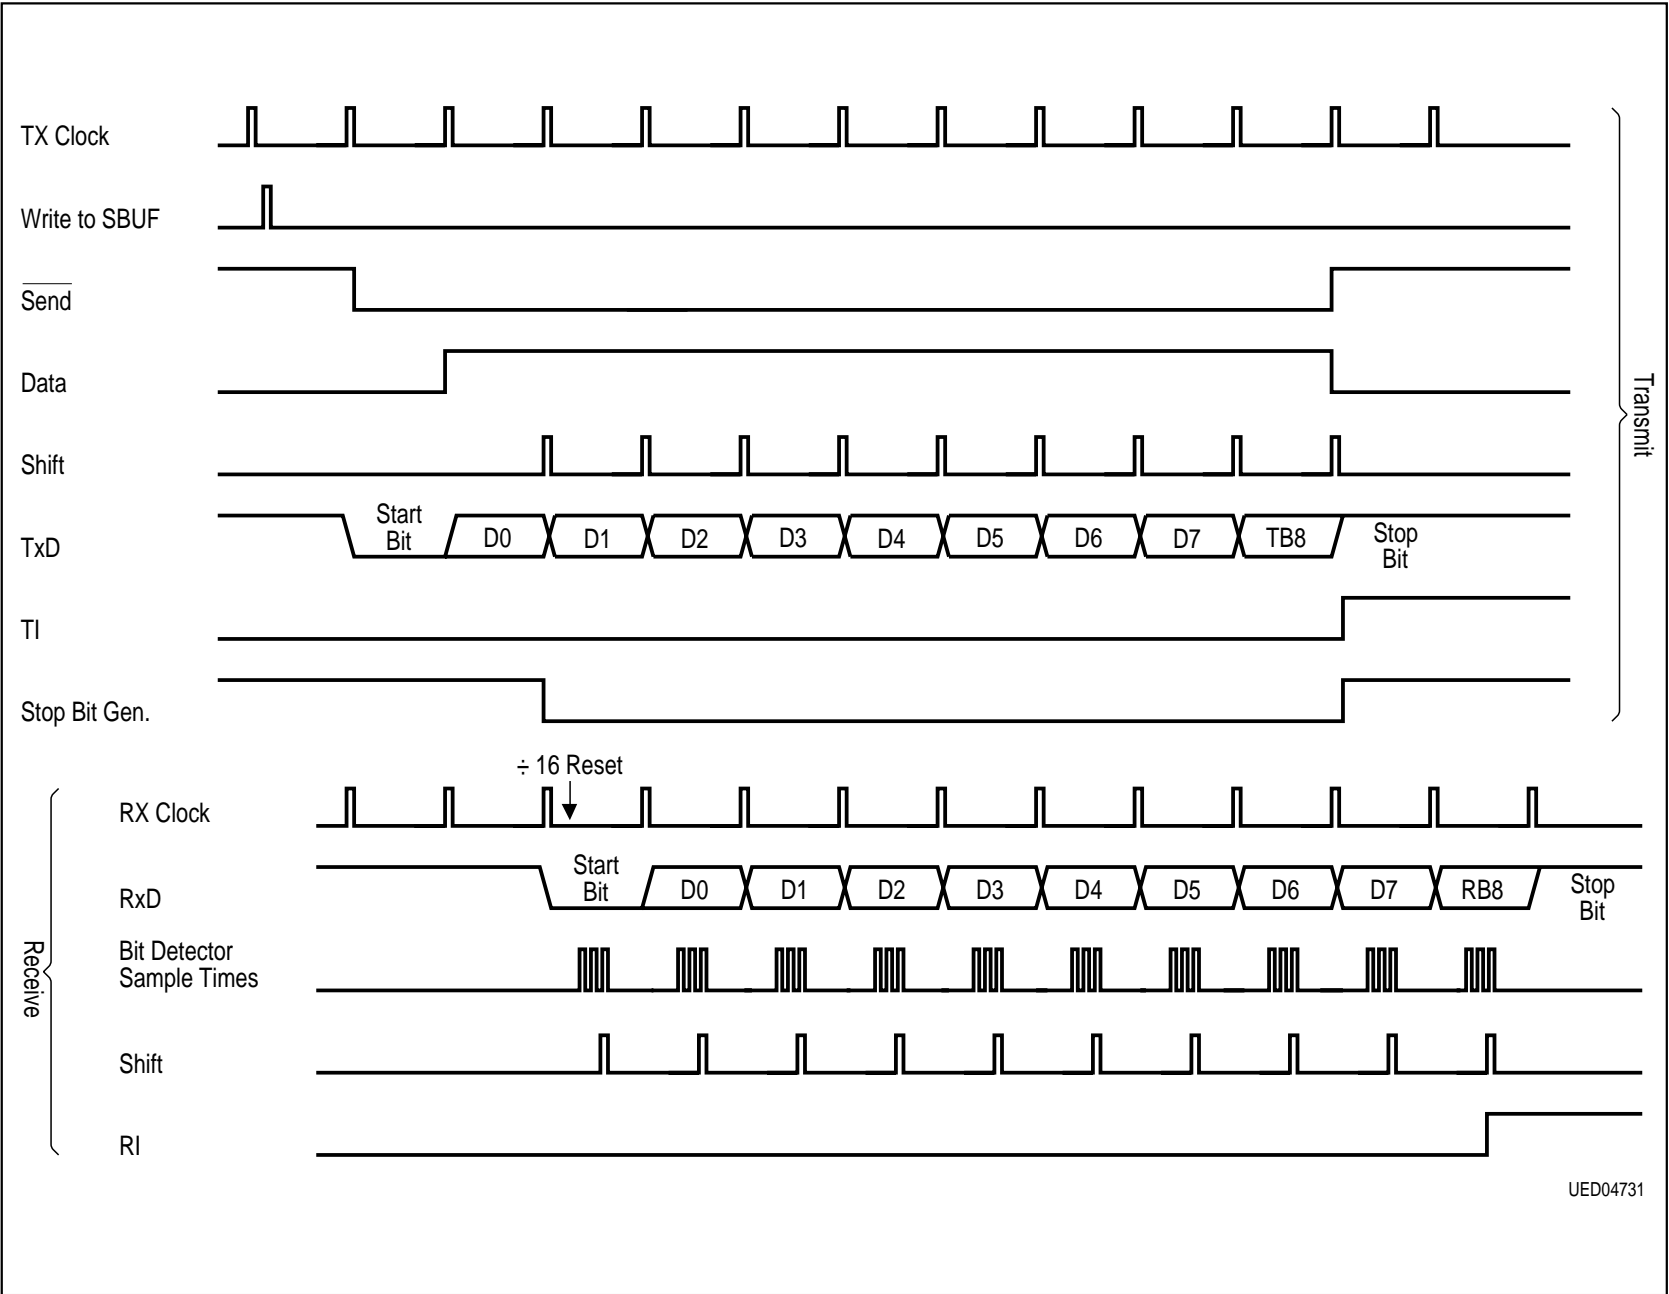 TX Clock
Write to SBUF
Send
Data
Shift
Start
Bit
D0 D1 D2 D3 D4 D5 D6 D7 TB8
Stop
Bit
TxD
TI
Stop Bit Gen.
Transmit
÷ 16 Reset
RX Clock
Start
Bit
D0 D1 D2 D3 D4 D5 D6 D7 RB8
Stop
Bit
RxD
Bit Detector
Sample Times
Shift
RI
Receive
UED04731